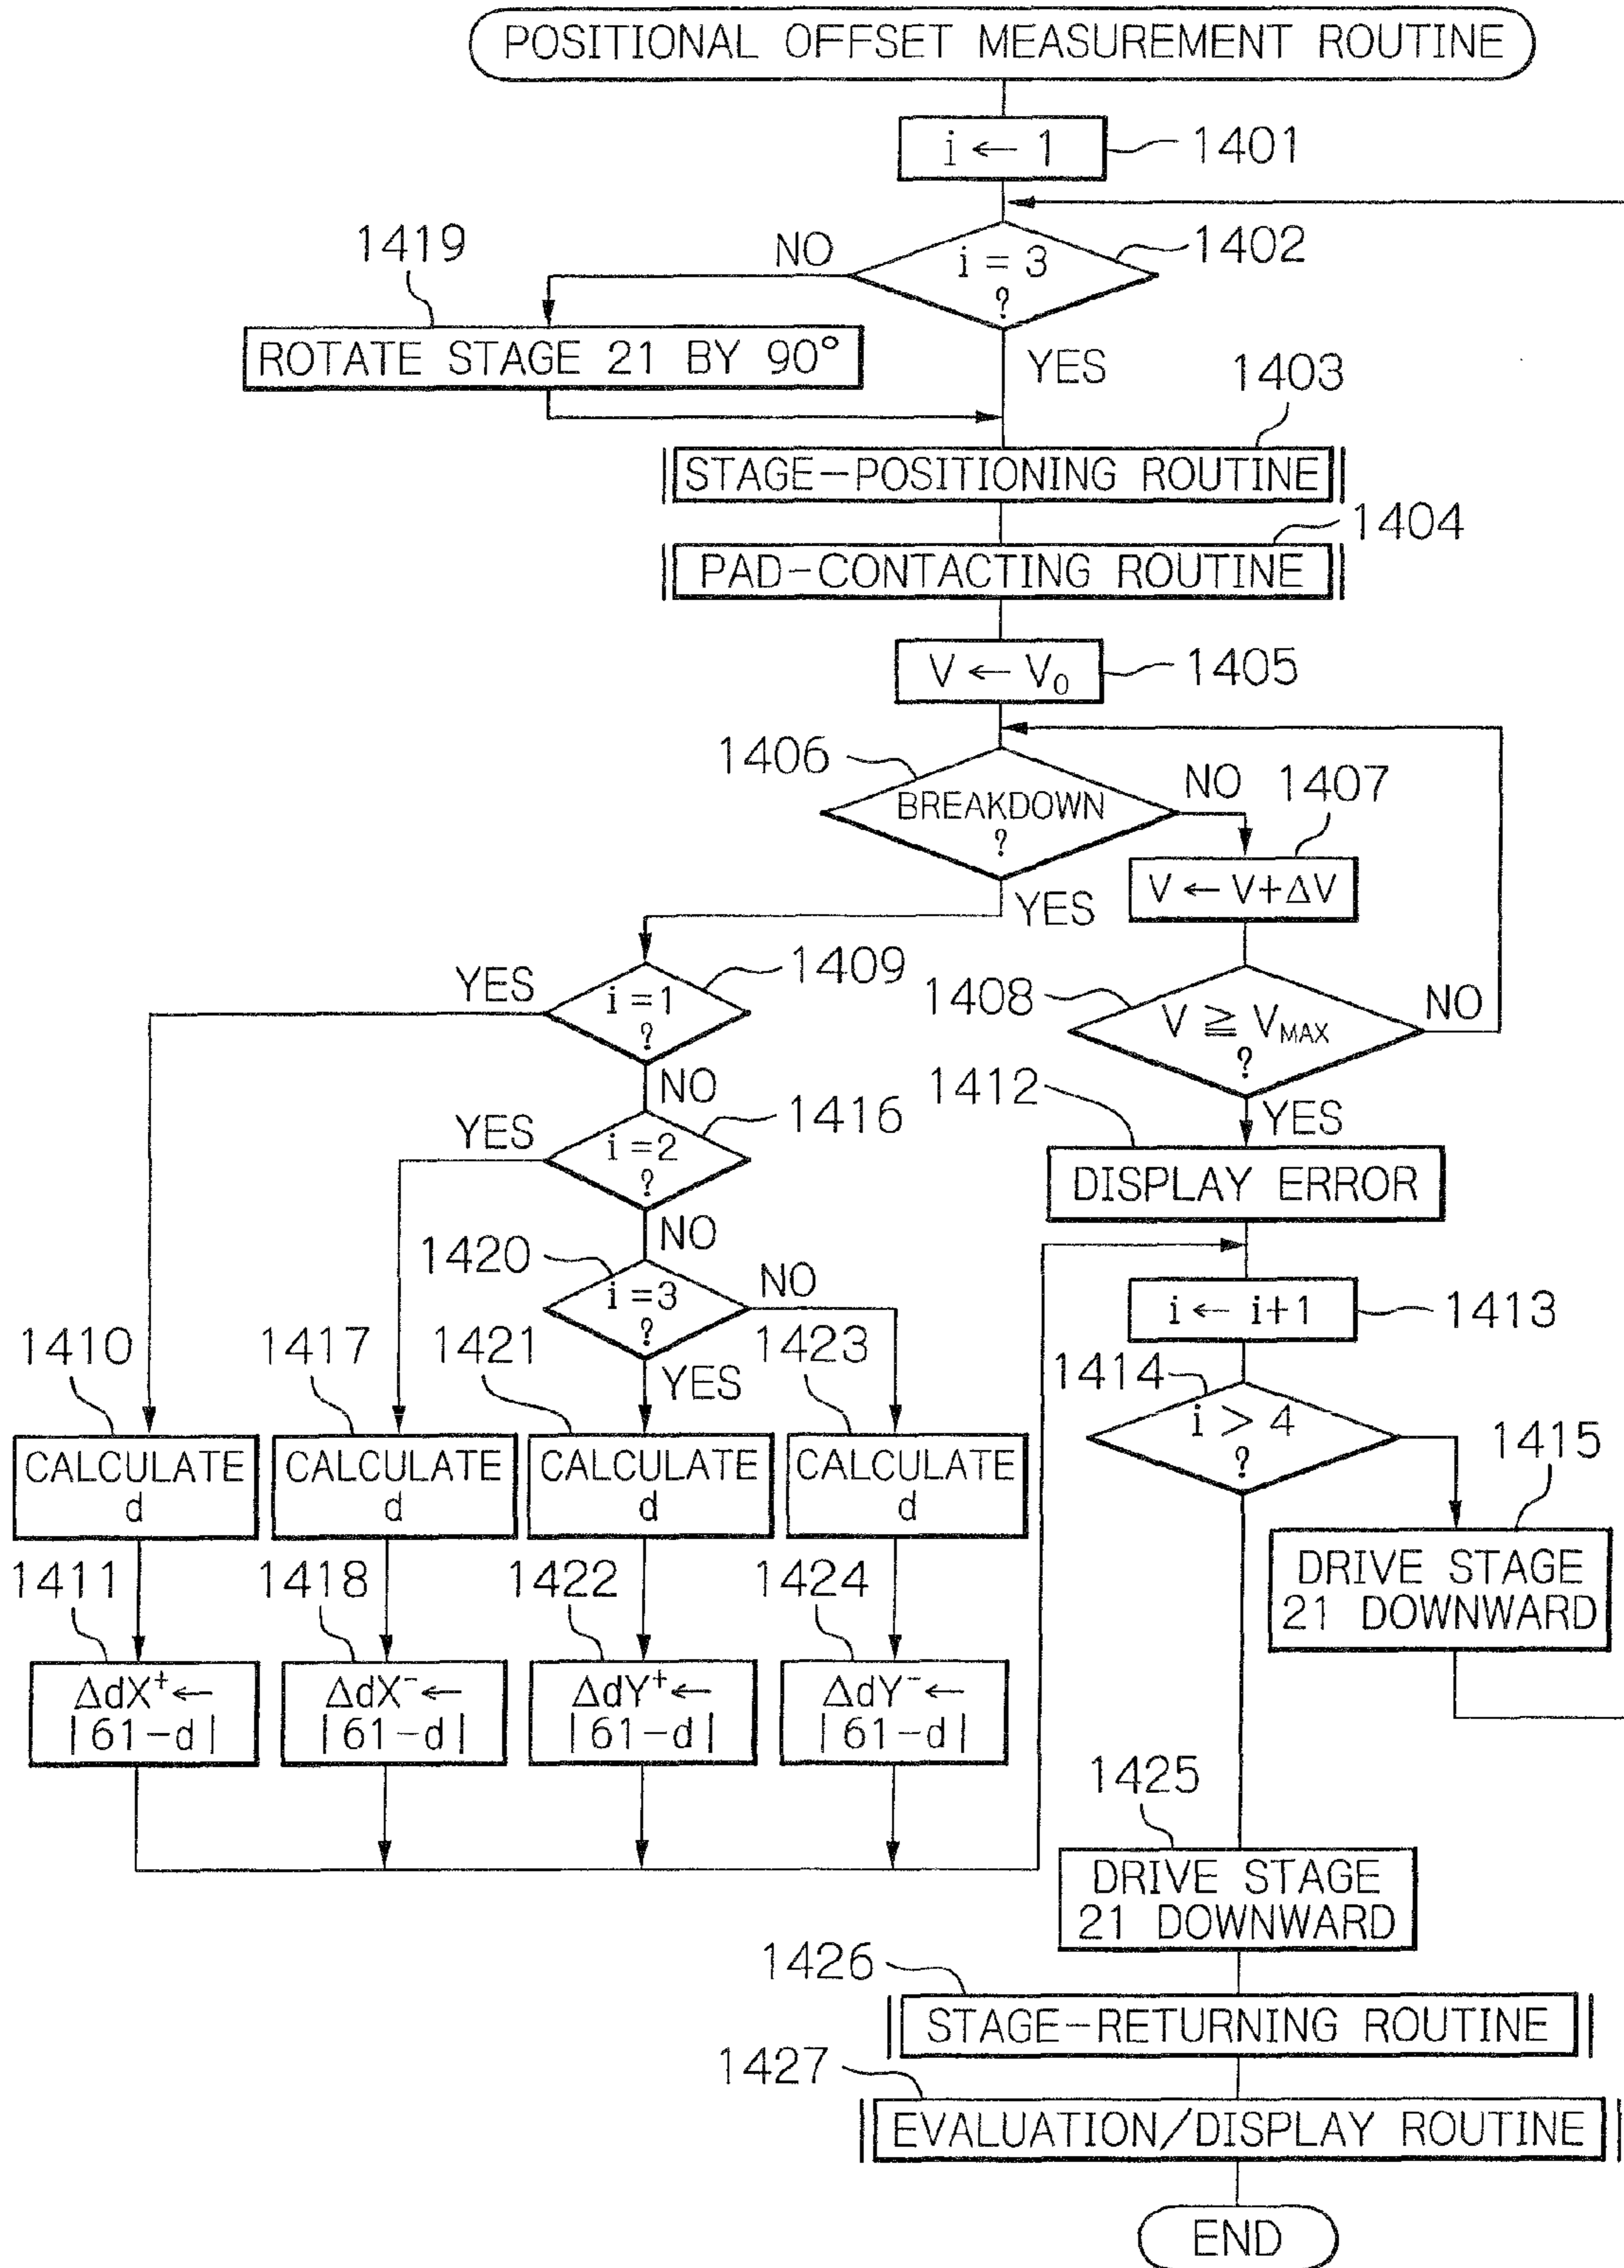 POSITIONAL OFFSET MEASUREMENT ROUTINE
i ← 1
1401
1402
i = 3
?
NO
YES
1419
ROTATE STAGE 21 BY 90°
1403
STAGE-POSITIONING ROUTINE
1404
PAD-CONTACTING ROUTINE
V ← V₀
1405
1406
BREAKDOWN
?
NO
YES
1407
V ← V+ΔV
1408
V ≧ V_MAX
?
NO
YES
1409
i=1
?
YES
NO
1416
i=2
?
YES
NO
1412
DISPLAY ERROR
1420
i=3
?
NO
YES
i ← i+1
1413
1414
i > 4
?
1415
DRIVE STAGE
21 DOWNWARD
1410
CALCULATE
d
1417
CALCULATE
d
1421
CALCULATE
d
1423
CALCULATE
d
1411
ΔdX⁺←
|61-d|
1418
ΔdX⁻←
|61-d|
1422
ΔdY⁺←
|61-d|
1424
ΔdY⁻←
|61-d|
1425
DRIVE STAGE
21 DOWNWARD
1426
STAGE-RETURNING ROUTINE
1427
EVALUATION/DISPLAY ROUTINE
END